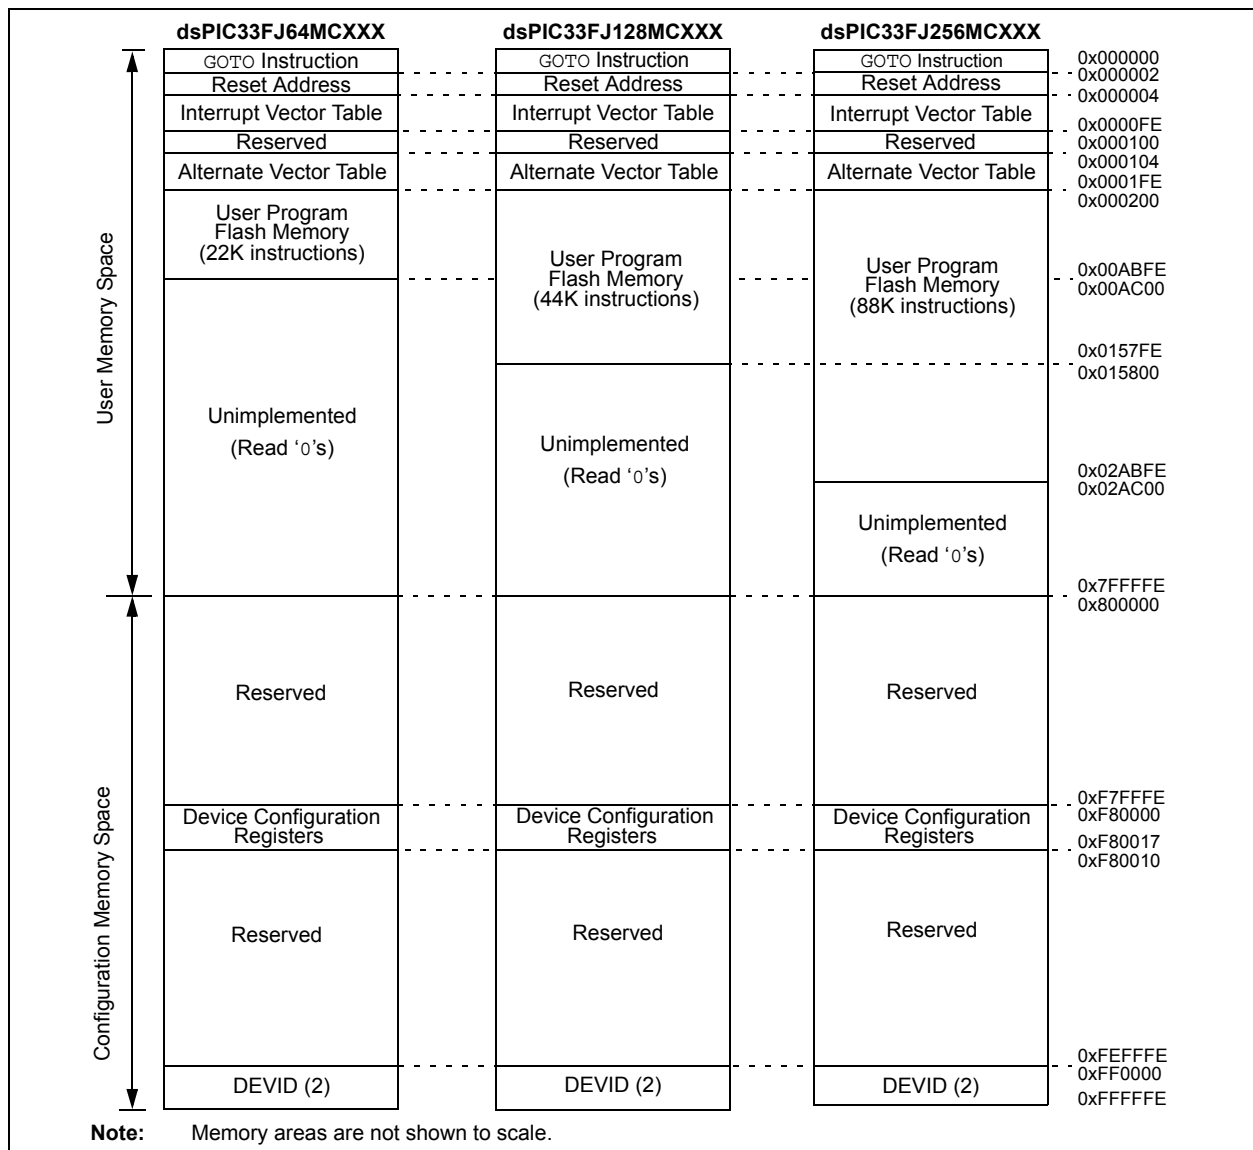 dsPIC33FJ64MCXXX dsPIC33FJ128MCXXX dsPIC33FJ256MCXXX
GOTO Instruction GOTO Instruction GOTO Instruction 0x000000
0x000002
Reset Address Reset Address Reset Address
0x000004
Interrupt Vector Table Interrupt Vector Table Interrupt Vector Table
0x0000FE
Reserved Reserved Reserved 0x000100
0x000104
Alternate Vector Table Alternate Vector Table Alternate Vector Table
0x0001FE
0x000200
User Program
Flash Memory
(22K instructions)
User Program
Flash Memory
(44K instructions)
User Program
Flash Memory
(88K instructions)
0x00ABFE
0x00AC00
0x0157FE
0x015800
User Memory Space
Unimplemented
(Read ‘0’s)
Unimplemented
(Read ‘0’s)
0x02ABFE
0x02AC00
Unimplemented
(Read ‘0’s)
0x7FFFFE
0x800000
Reserved Reserved Reserved
0xF7FFFE
0xF80000
Device Configuration
Registers
Device Configuration
Registers
Device Configuration
Registers
0xF80017
0xF80010
Configuration Memory Space
Reserved Reserved Reserved
0xFEFFFE
0xFF0000
DEVID (2) DEVID (2) DEVID (2)
0xFFFFFE
Note: Memory areas are not shown to scale.